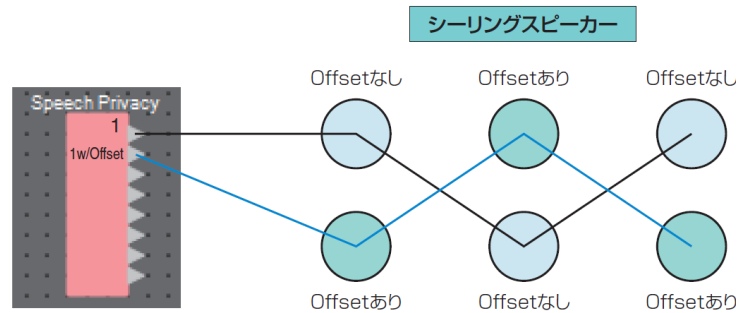 シーリングスピーカー
Offsetなし
Offsetあり
Offsetなし
Speech Privacy
1
1w/Offset
Offsetあり
Offsetなし
Offsetあり